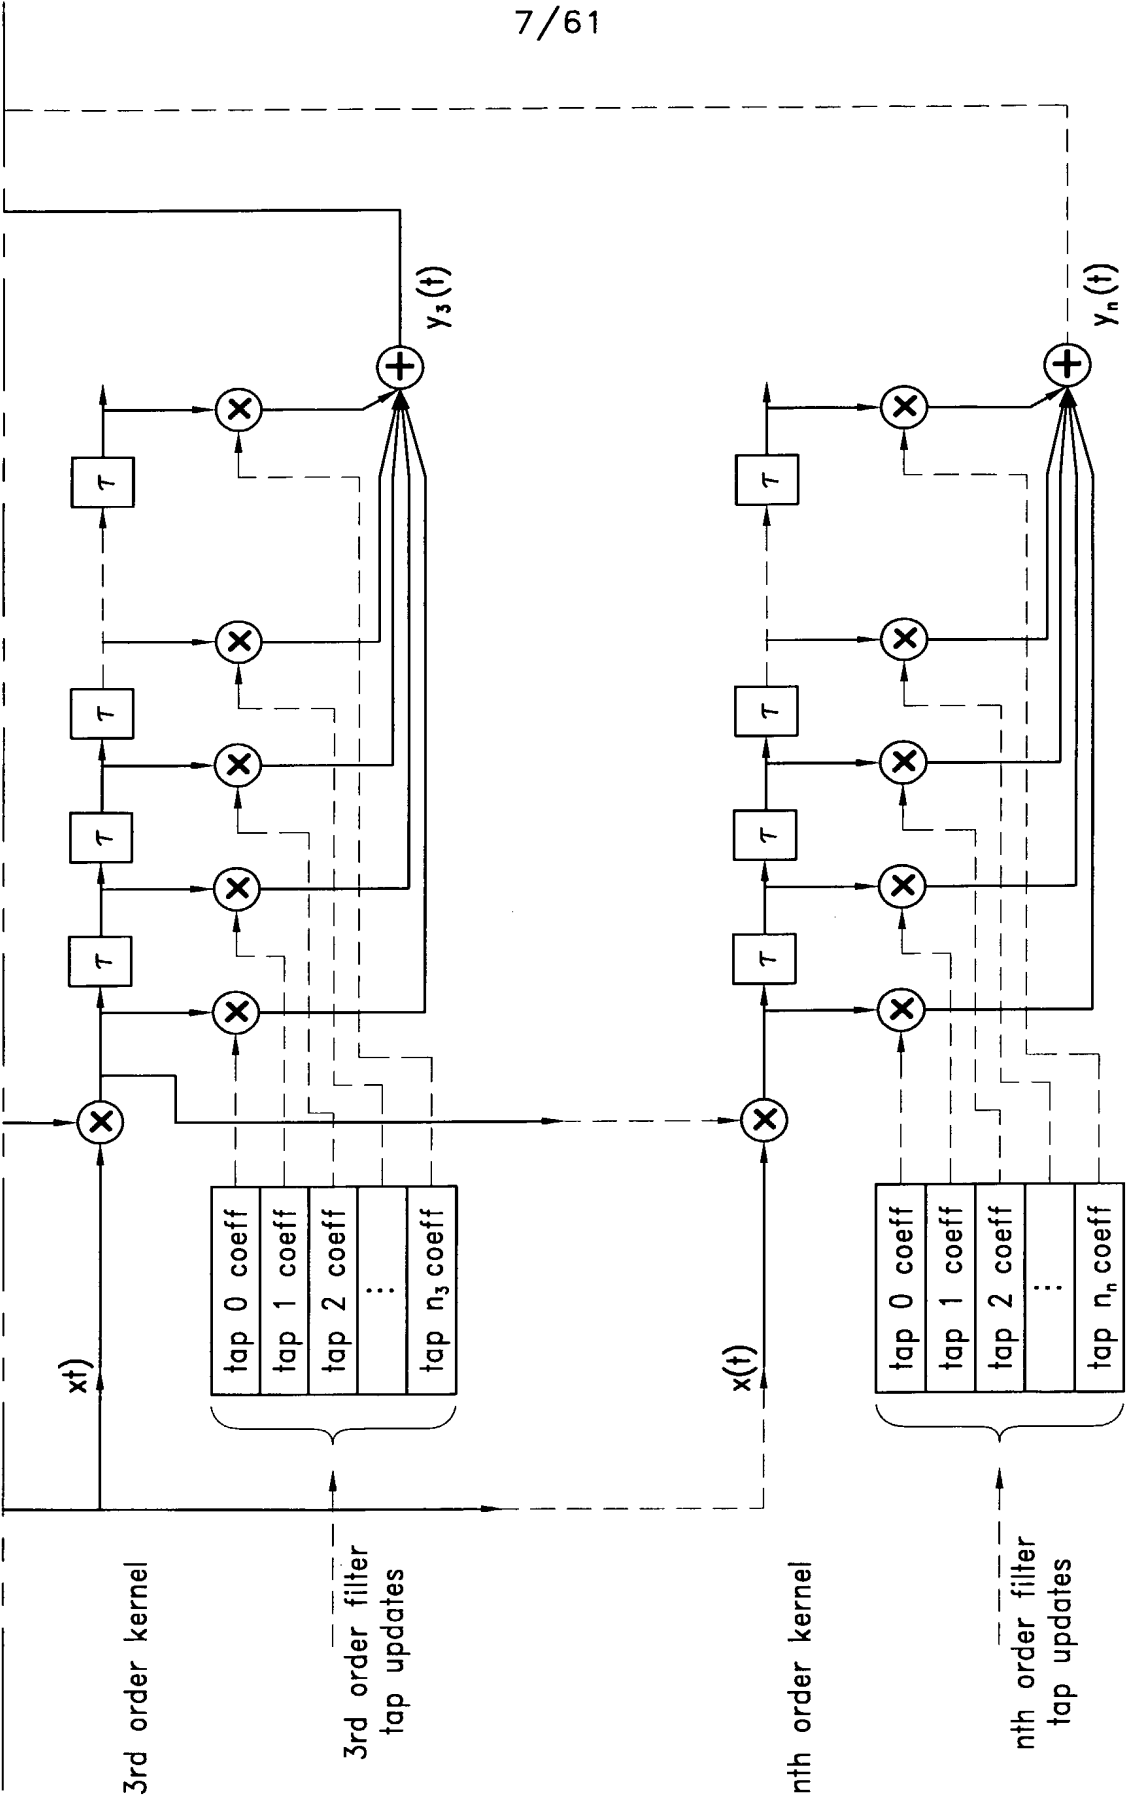 7/61
3rd order kernel
xt)
τ
τ
τ
τ
tap 0 coeff
tap 1 coeff
tap 2 coeff
⋮
tap n₃ coeff
3rd order filter
tap updates
y₃(t)
nth order kernel
x(t)
τ
τ
τ
τ
tap 0 coeff
tap 1 coeff
tap 2 coeff
⋮
tap nₙ coeff
nth order filter
tap updates
yₙ(t)